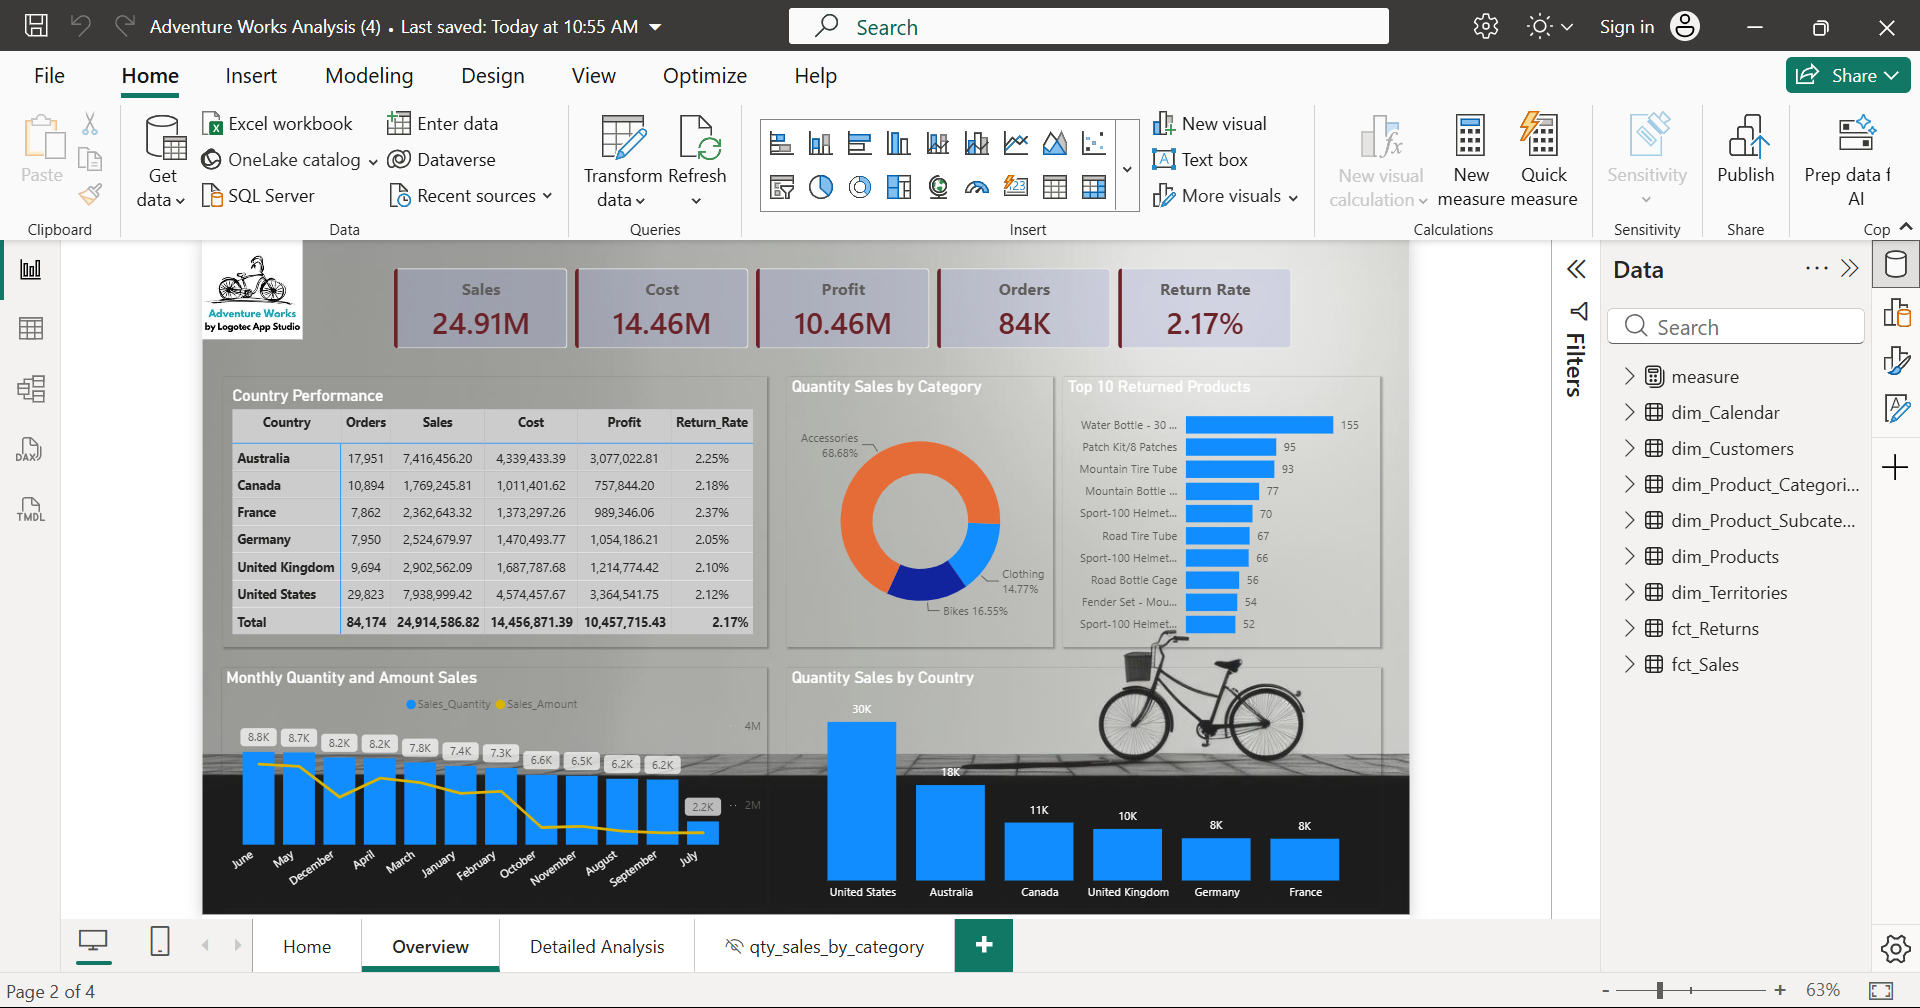 Adventure Works Analysis (4) • Last saved: Today at 10:55 AM
Search
Sign in
File
Home
Insert
Modeling
Design
View
Optimize
Help
Share
Paste
Clipboard
Get data
Excel workbook
OneLake catalog
SQL Server
Enter data
Dataverse
Recent sources
Data
Transform data
Refresh
Queries
New visual
Text box
More visuals
Insert
New visual calculation
New measure
Quick measure
Calculations
Sensitivity
Sensitivity
Publish
Share
Prep data f
AI
Cop
DAX
TMDL
Adventure Works
by Logotec App Studio
Sales
24.91M
Cost
14.46M
Profit
10.46M
Orders
84K
Return Rate
2.17%
Country Performance
Country Orders Sales Cost Profit Return_Rate
Australia 17,951 7,416,456.20 4,339,433.39 3,077,022.81 2.25%
Canada 10,894 1,769,245.81 1,011,401.62 757,844.20 2.18%
France 7,862 2,362,643.32 1,373,297.26 989,346.06 2.37%
Germany 7,950 2,524,679.97 1,470,493.77 1,054,186.21 2.05%
United Kingdom 9,694 2,902,562.09 1,687,787.68 1,214,774.42 2.10%
United States 29,823 7,938,999.42 4,574,457.67 3,364,541.75 2.12%
Total 84,174 24,914,586.82 14,456,871.39 10,457,715.43 2.17%
Quantity Sales by Category
Accessories
68.68%
Clothing
14.77%
Bikes 16.55%
Top 10 Returned Products
Water Bottle - 30 ... 155
Patch Kit/8 Patches 95
Mountain Tire Tube 93
Mountain Bottle ... 77
Sport-100 Helmet... 70
Road Tire Tube 67
Sport-100 Helmet... 66
Road Bottle Cage 56
Fender Set - Mou... 54
Sport-100 Helmet... 52
Monthly Quantity and Amount Sales
Sales_Quantity Sales_Amount
4M
2M
8.8K 8.7K 8.2K 8.2K 7.8K 7.4K 7.3K 6.6K 6.5K 6.2K 6.2K 2.2K
June May December April March January February October November August September July
Quantity Sales by Country
30K 18K 11K 10K 8K 8K
United States Australia Canada United Kingdom Germany France
Filters
Data
Search
measure
dim_Calendar
dim_Customers
dim_Product_Categori...
dim_Product_Subcate...
dim_Products
dim_Territories
fct_Returns
fct_Sales
Home
Overview
Detailed Analysis
qty_sales_by_category
Page 2 of 4
63%